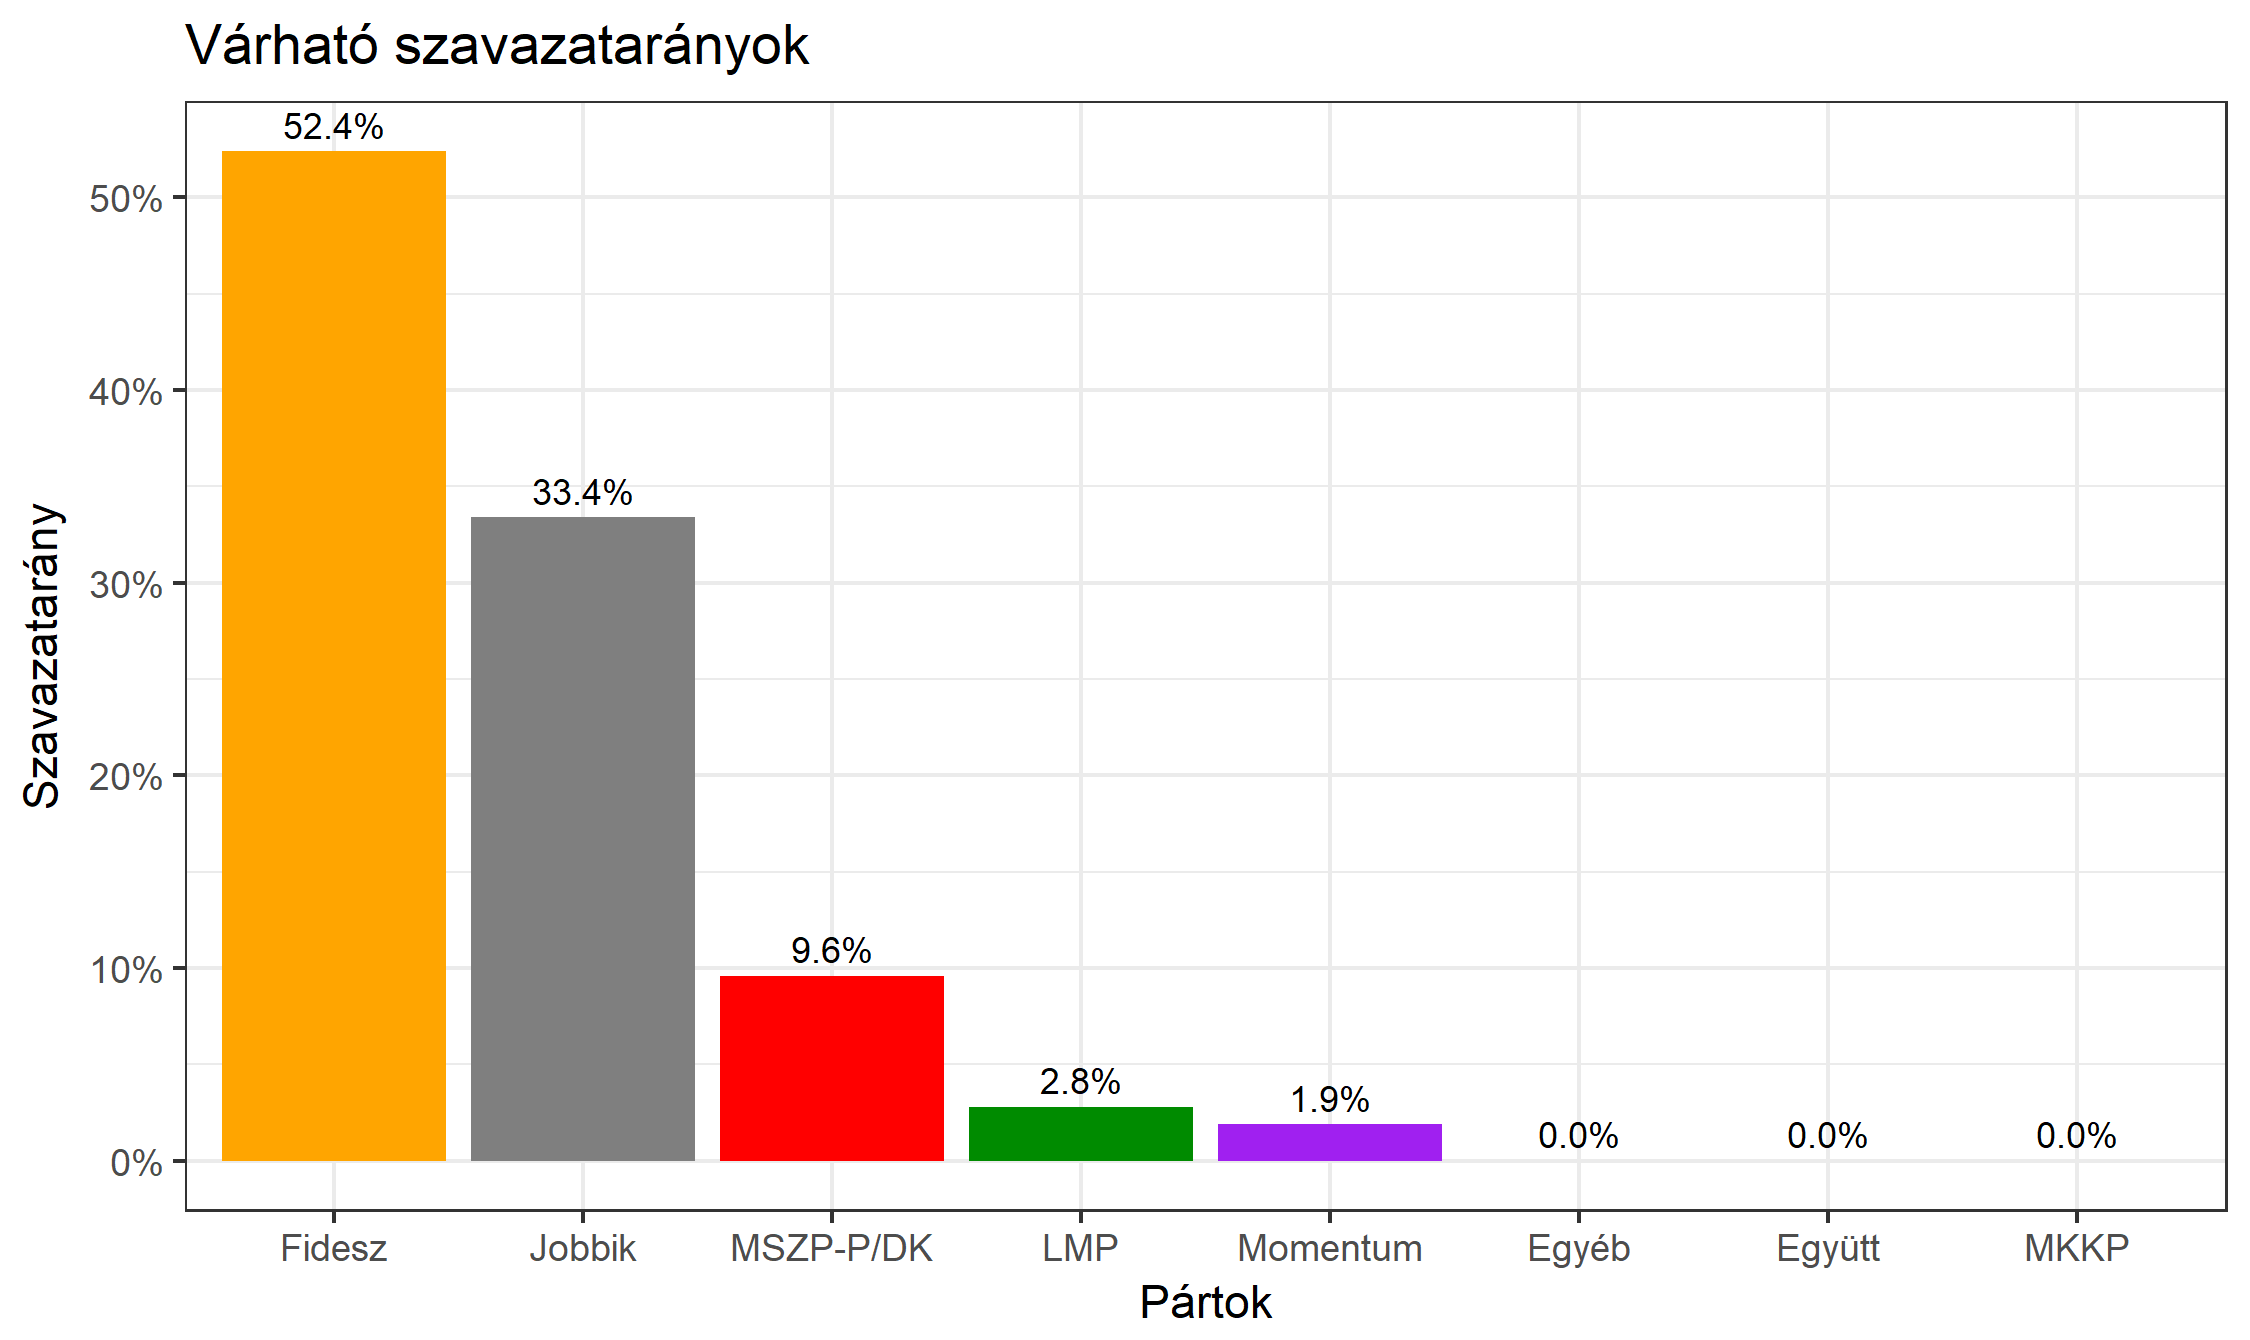 Várható szavazatarányok
52.4%
33.4%
9.6%
2.8%
1.9%
0.0%
0.0%
0.0%
50%
40%
30%
20%
10%
0%
Szavazatarány
Fidesz
Jobbik
MSZP-P/DK
LMP
Momentum
Egyéb
Együtt
MKKP
Pártok